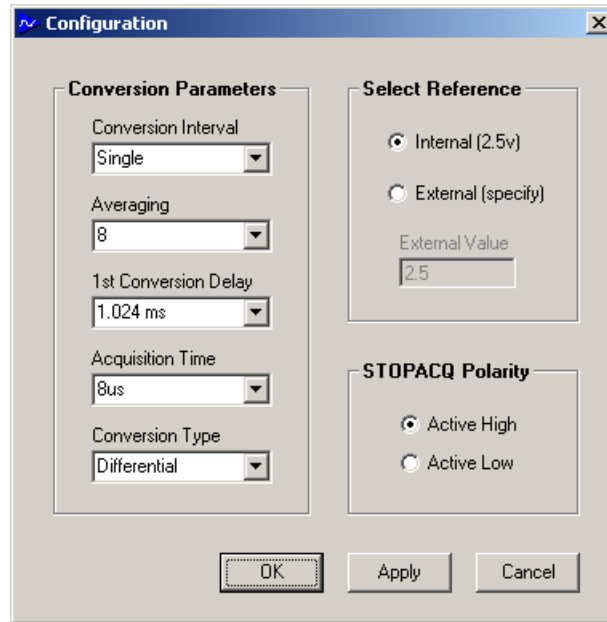 Configuration
Conversion Parameters
Conversion Interval
Single
Averaging
8
1st Conversion Delay
1.024 ms
Acquisition Time
8us
Conversion Type
Differential
Select Reference
Internal (2.5v)
External (specify)
External Value
2.5
STOPACQ Polarity
Active High
Active Low
OK
Apply
Cancel